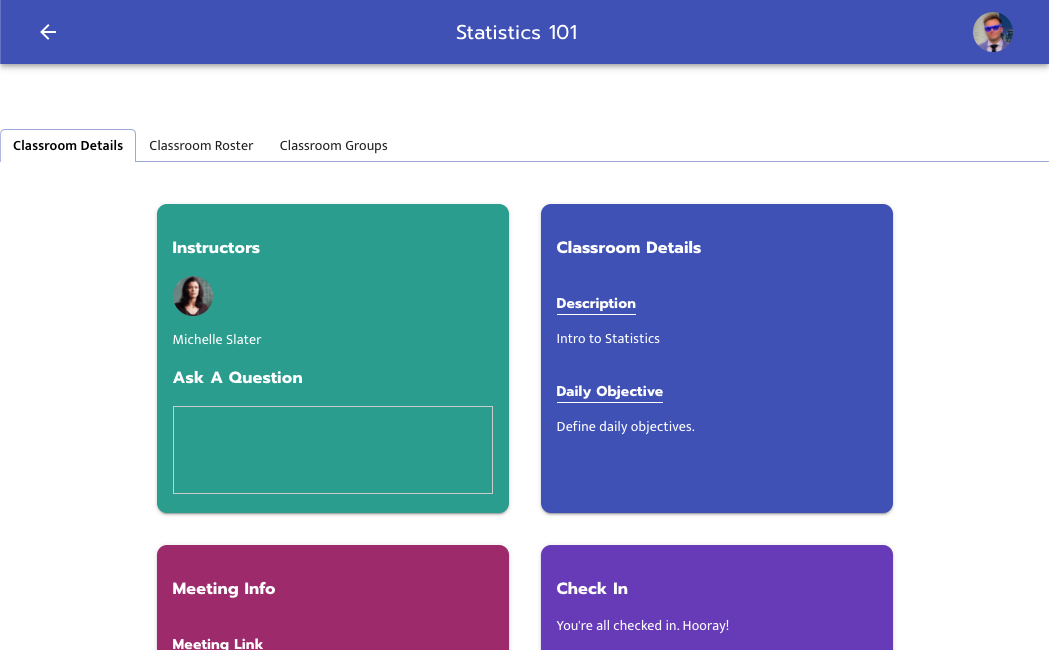 Statistics 101
Classroom Details
Classroom Roster
Classroom Groups
Instructors
Michelle Slater
Ask A Question
Classroom Details
Description
Intro to Statistics
Daily Objective
Define daily objectives.
Meeting Info
Meeting Link
Check In
You're all checked in. Hooray!